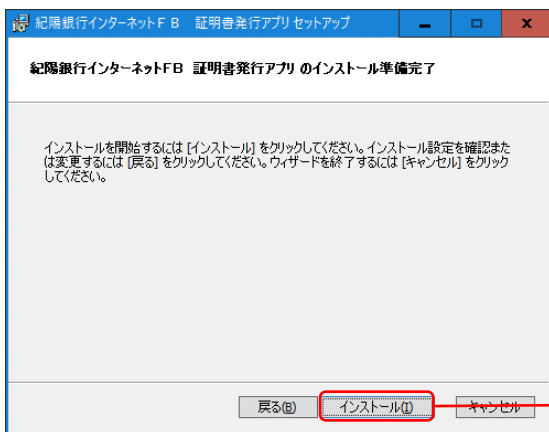 紀陽銀行インターネットＦＢ　証明書発行アプリ セットアップ
紀陽銀行インターネットFB 証明書発行アプリ のインストール準備完了
インストールを開始するには [インストール] をクリックしてください。インストール設定を確認また
は変更するには [戻る] をクリックしてください。ウィザードを終了するには [キャンセル] をクリック
してください。
戻る(B) インストール(I) キャンセル